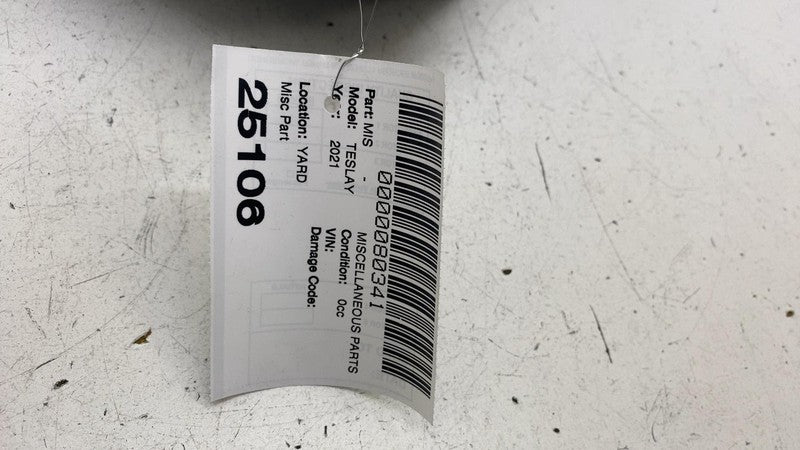 0000080341
Part: MIS - MISCELLANEOUS PARTS
Model: TESLAY Condition: 0cc
Year: 2021 VIN:
Damage Code:
Location: YARD
Misc Part
25106